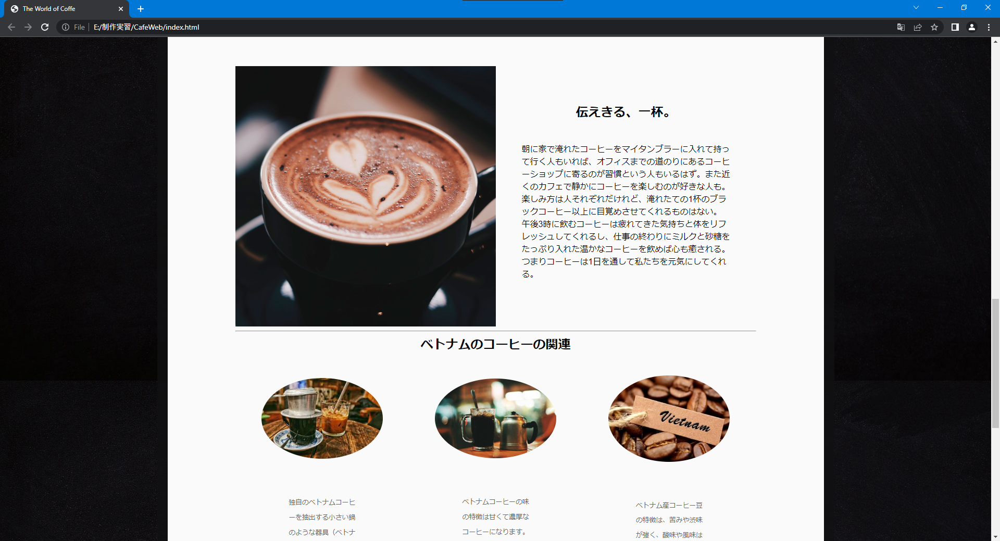 The World of Coffe
File
E:/制作実習/CafeWeb/index.html
伝えきる、一杯。
朝に家で淹れたコーヒーをマイタンブラーに入れて持っ
て行く人もいれば、オフィスまでの道のりにあるコーヒ
ーショップに寄るのが習慣という人もいるはず。また近
くのカフェで静かにコーヒーを楽しむのが好きな人も。
楽しみ方は人それぞれだけれど、淹れたての1杯のブラ
ックコーヒー以上に目覚めさせてくれるものはない。
午後3時に飲むコーヒーは疲れてきた気持ちと体をリフ
レッシュしてくれるし、仕事の終わりにミルクと砂糖を
たっぷり入れた温かなコーヒーを飲めば心も癒される。
つまりコーヒーは1日を通して私たちを元気にしてくれ
る。
ベトナムのコーヒーの関連
Vietnam
独自のベトナムコーヒ
ーを抽出する小さい鍋
のような器具（ベトナ
ベトナムコーヒーの味
の特徴は甘くて濃厚な
コーヒーになります。
ベトナム産コーヒー豆
の特徴は、苦みや渋味
が強く、酸味や風味は